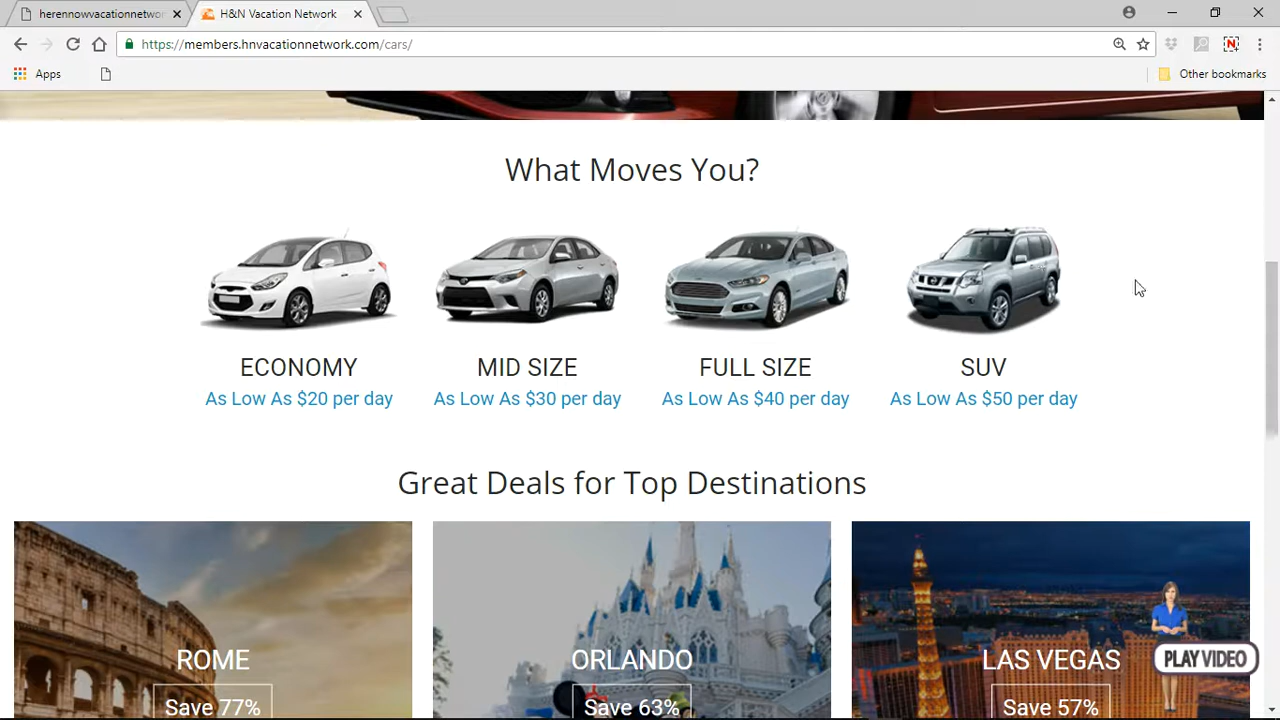 herennowvacationnetwor
H&N Vacation Network
https://members.hnvacationnetwork.com/cars/
Apps
Other bookmarks
What Moves You?
ECONOMY
As Low As $20 per day
MID SIZE
As Low As $30 per day
FULL SIZE
As Low As $40 per day
SUV
As Low As $50 per day
Great Deals for Top Destinations
ROME
Save 77%
ORLANDO
Save 63%
LAS VEGAS
Save 57%
PLAY VIDEO